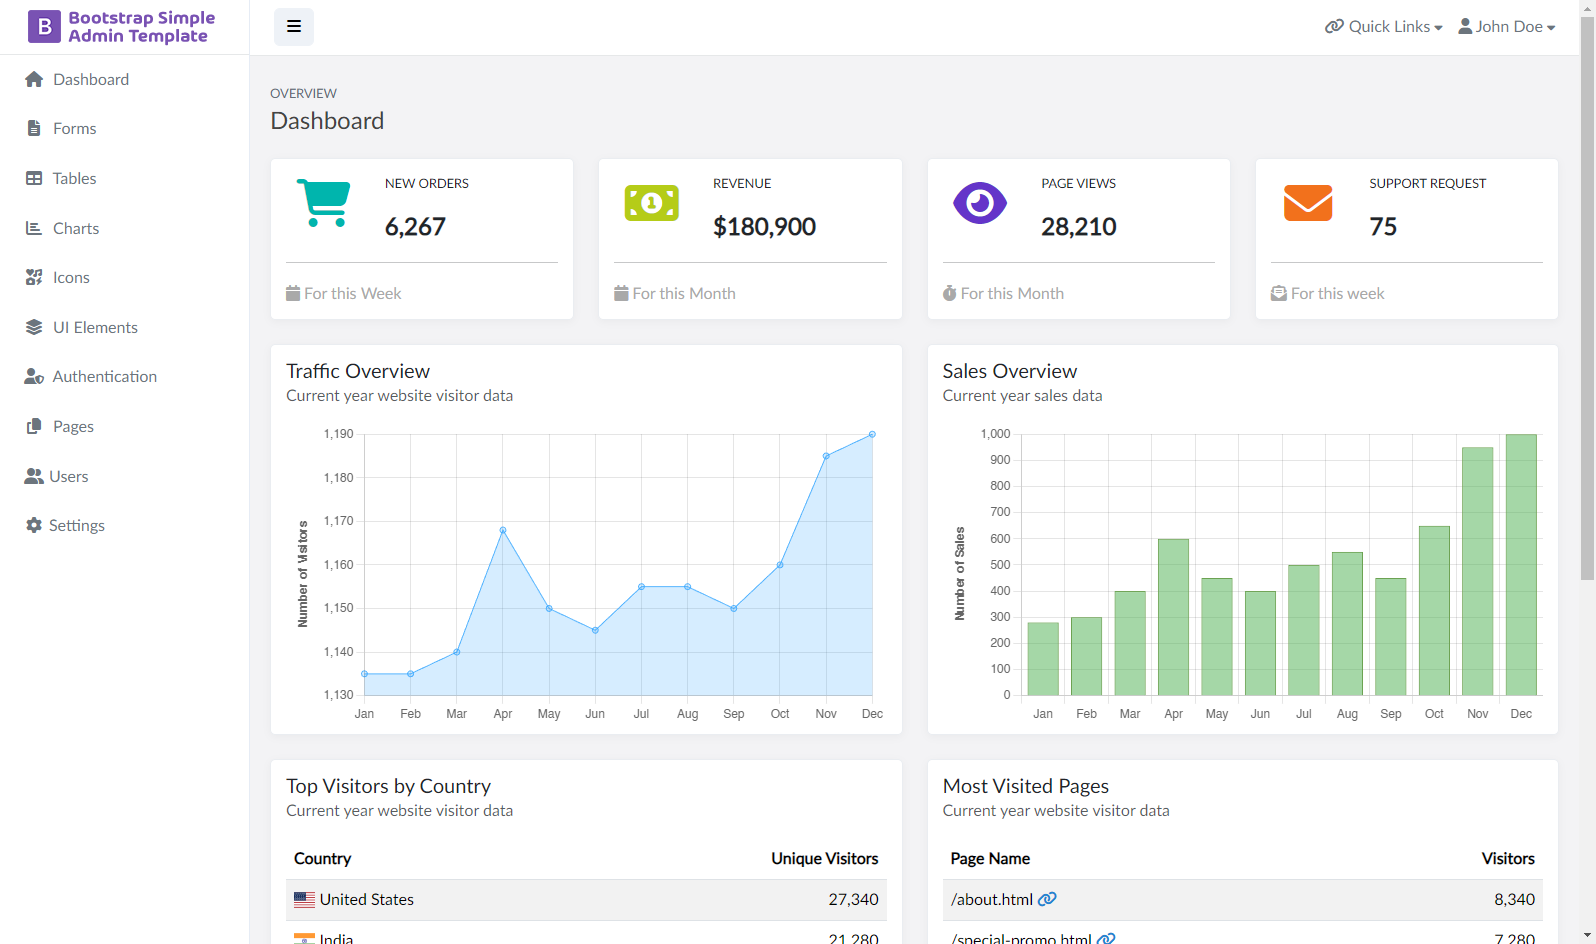 Bootstrap Simple
Admin Template
Quick Links
John Doe
Dashboard
Forms
Tables
Charts
Icons
UI Elements
Authentication
Pages
Users
Settings
OVERVIEW
Dashboard
NEW ORDERS
6,267
For this Week
REVENUE
$180,900
For this Month
PAGE VIEWS
28,210
For this Month
SUPPORT REQUEST
75
For this week
Traffic Overview
Current year website visitor data
Number of Visitors
1,190
1,180
1,170
1,160
1,150
1,140
1,130
Jan Feb Mar Apr May Jun Jul Aug Sep Oct Nov Dec
Sales Overview
Current year sales data
Number of Sales
1,000
900
800
700
600
500
400
300
200
100
0
Jan Feb Mar Apr May Jun Jul Aug Sep Oct Nov Dec
Top Visitors by Country
Current year website visitor data
Country Unique Visitors
United States 27,340
India 21,280
Most Visited Pages
Current year website visitor data
Page Name Visitors
/about.html 8,340
/special-promo.html 7,280